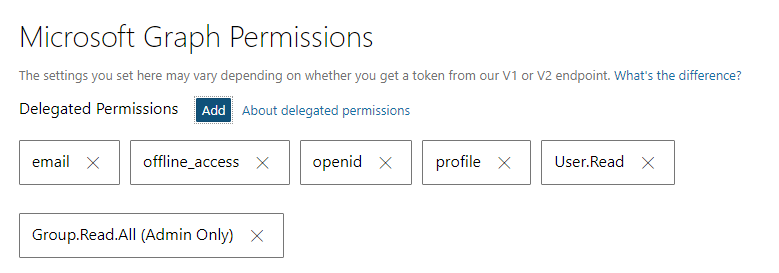 Microsoft Graph Permissions
The settings you set here may vary depending on whether you get a token from our V1 or V2 endpoint. What's the difference?
Delegated Permissions Add About delegated permissions
email offline_access openid profile User.Read
Group.Read.All (Admin Only)